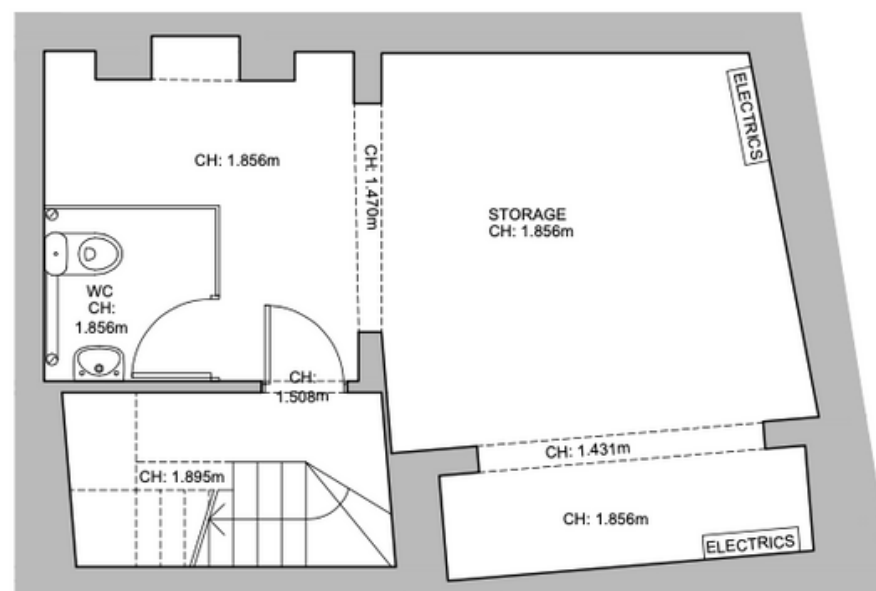 ELECTRICS
CH: 1.856m
CH: 1.470m
STORAGE
CH: 1.856m
WC
CH:
1.856m
CH:
1.508m
CH: 1.431m
CH: 1.895m
CH: 1.856m
ELECTRICS